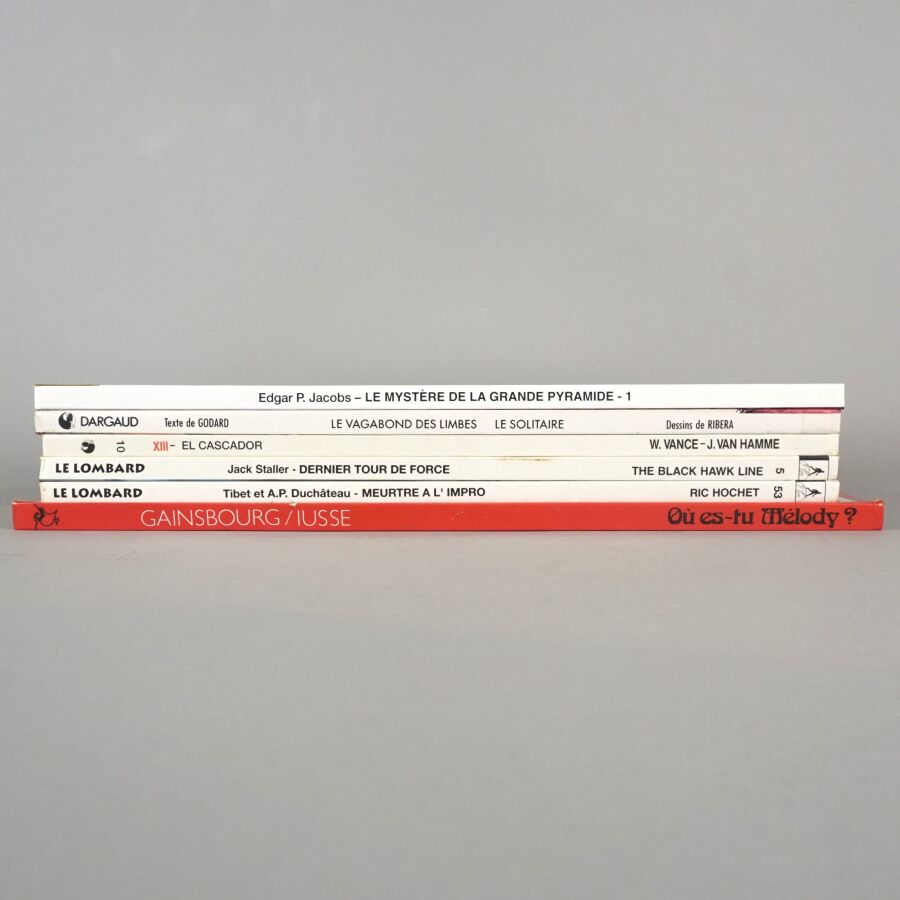 Edgar P. Jacobs – LE MYSTÈRE DE LA GRANDE PYRAMIDE - 1
DARGAUD Texte de GODARD LE VAGABOND DES LIMBES LE SOLITAIRE Dessins de RIBERA
10 XIII – EL CASCADOR W. VANCE – J. VAN HAMME
LE LOMBARD Jack Staller - DERNIER TOUR DE FORCE THE BLACK HAWK LINE 5
LE LOMBARD Tibet et A.P. Duchâteau - MEURTRE A L' IMPRO RIC HOCHET 53
GAINSBOURG/IUSSE Où es-tu Mélody ?